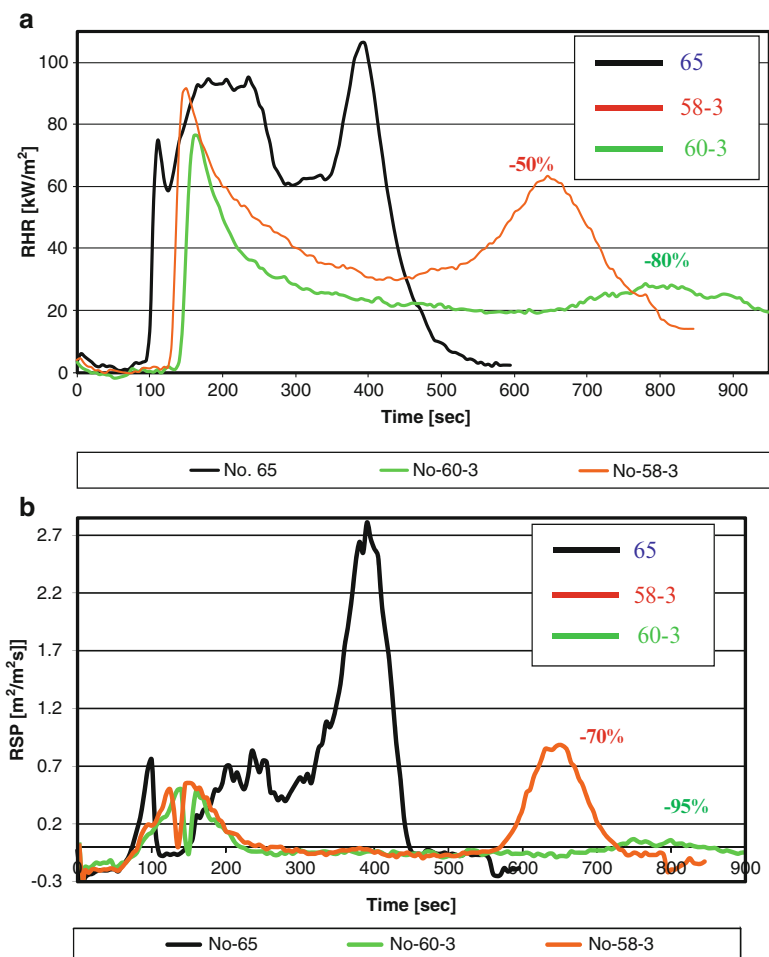 a
RHR [kW/m²]
100
80
60
40
20
0
65
58-3
60-3
-50%
-80%
0 100 200 300 400 500 600 700 800 900
Time [sec]
No. 65 No-60-3 No-58-3
b
RSP [m²/m²s]]
2.7
2.2
1.7
1.2
0.7
0.2
-0.3
65
58-3
60-3
-70%
-95%
0 100 200 300 400 500 600 700 800 900
Time [sec]
No-65 No-60-3 No-58-3